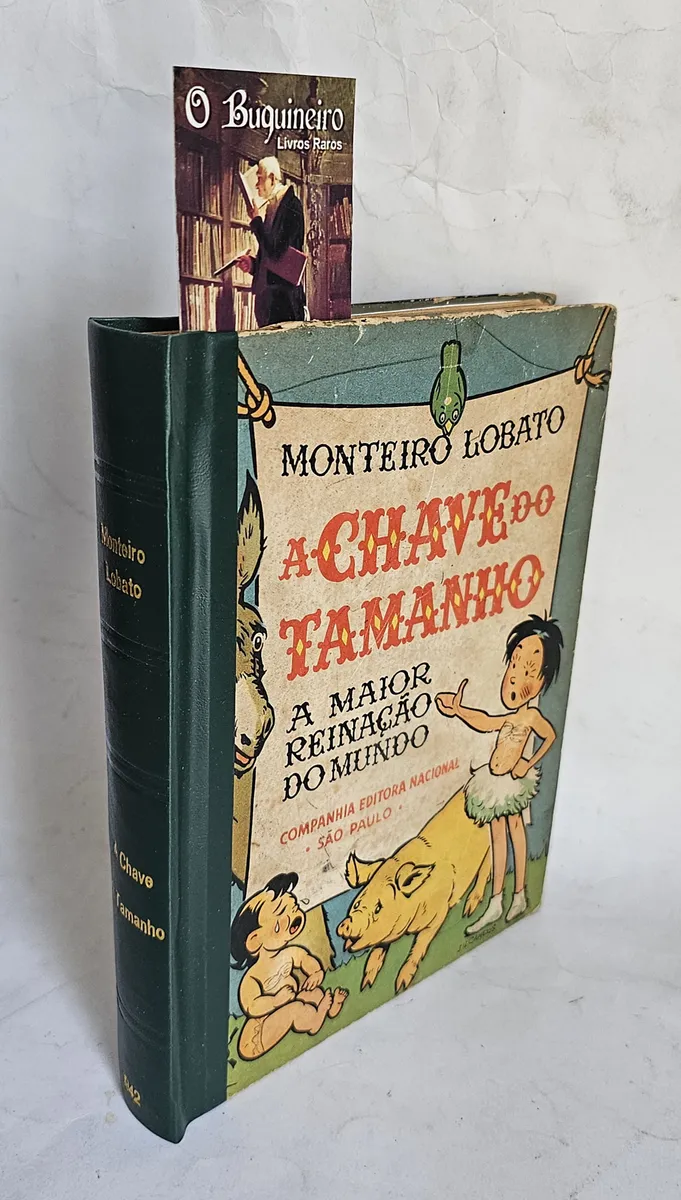 O Buquineiro
Livros Raros
MONTEIRO LOBATO
A CHAVE DO
TAMANHO
A MAIOR
REINAÇÃO
DO MUNDO
COMPANHIA EDITORA NACIONAL
• SÃO PAULO •
Monteiro
Lobato
A Chave
Tamanho